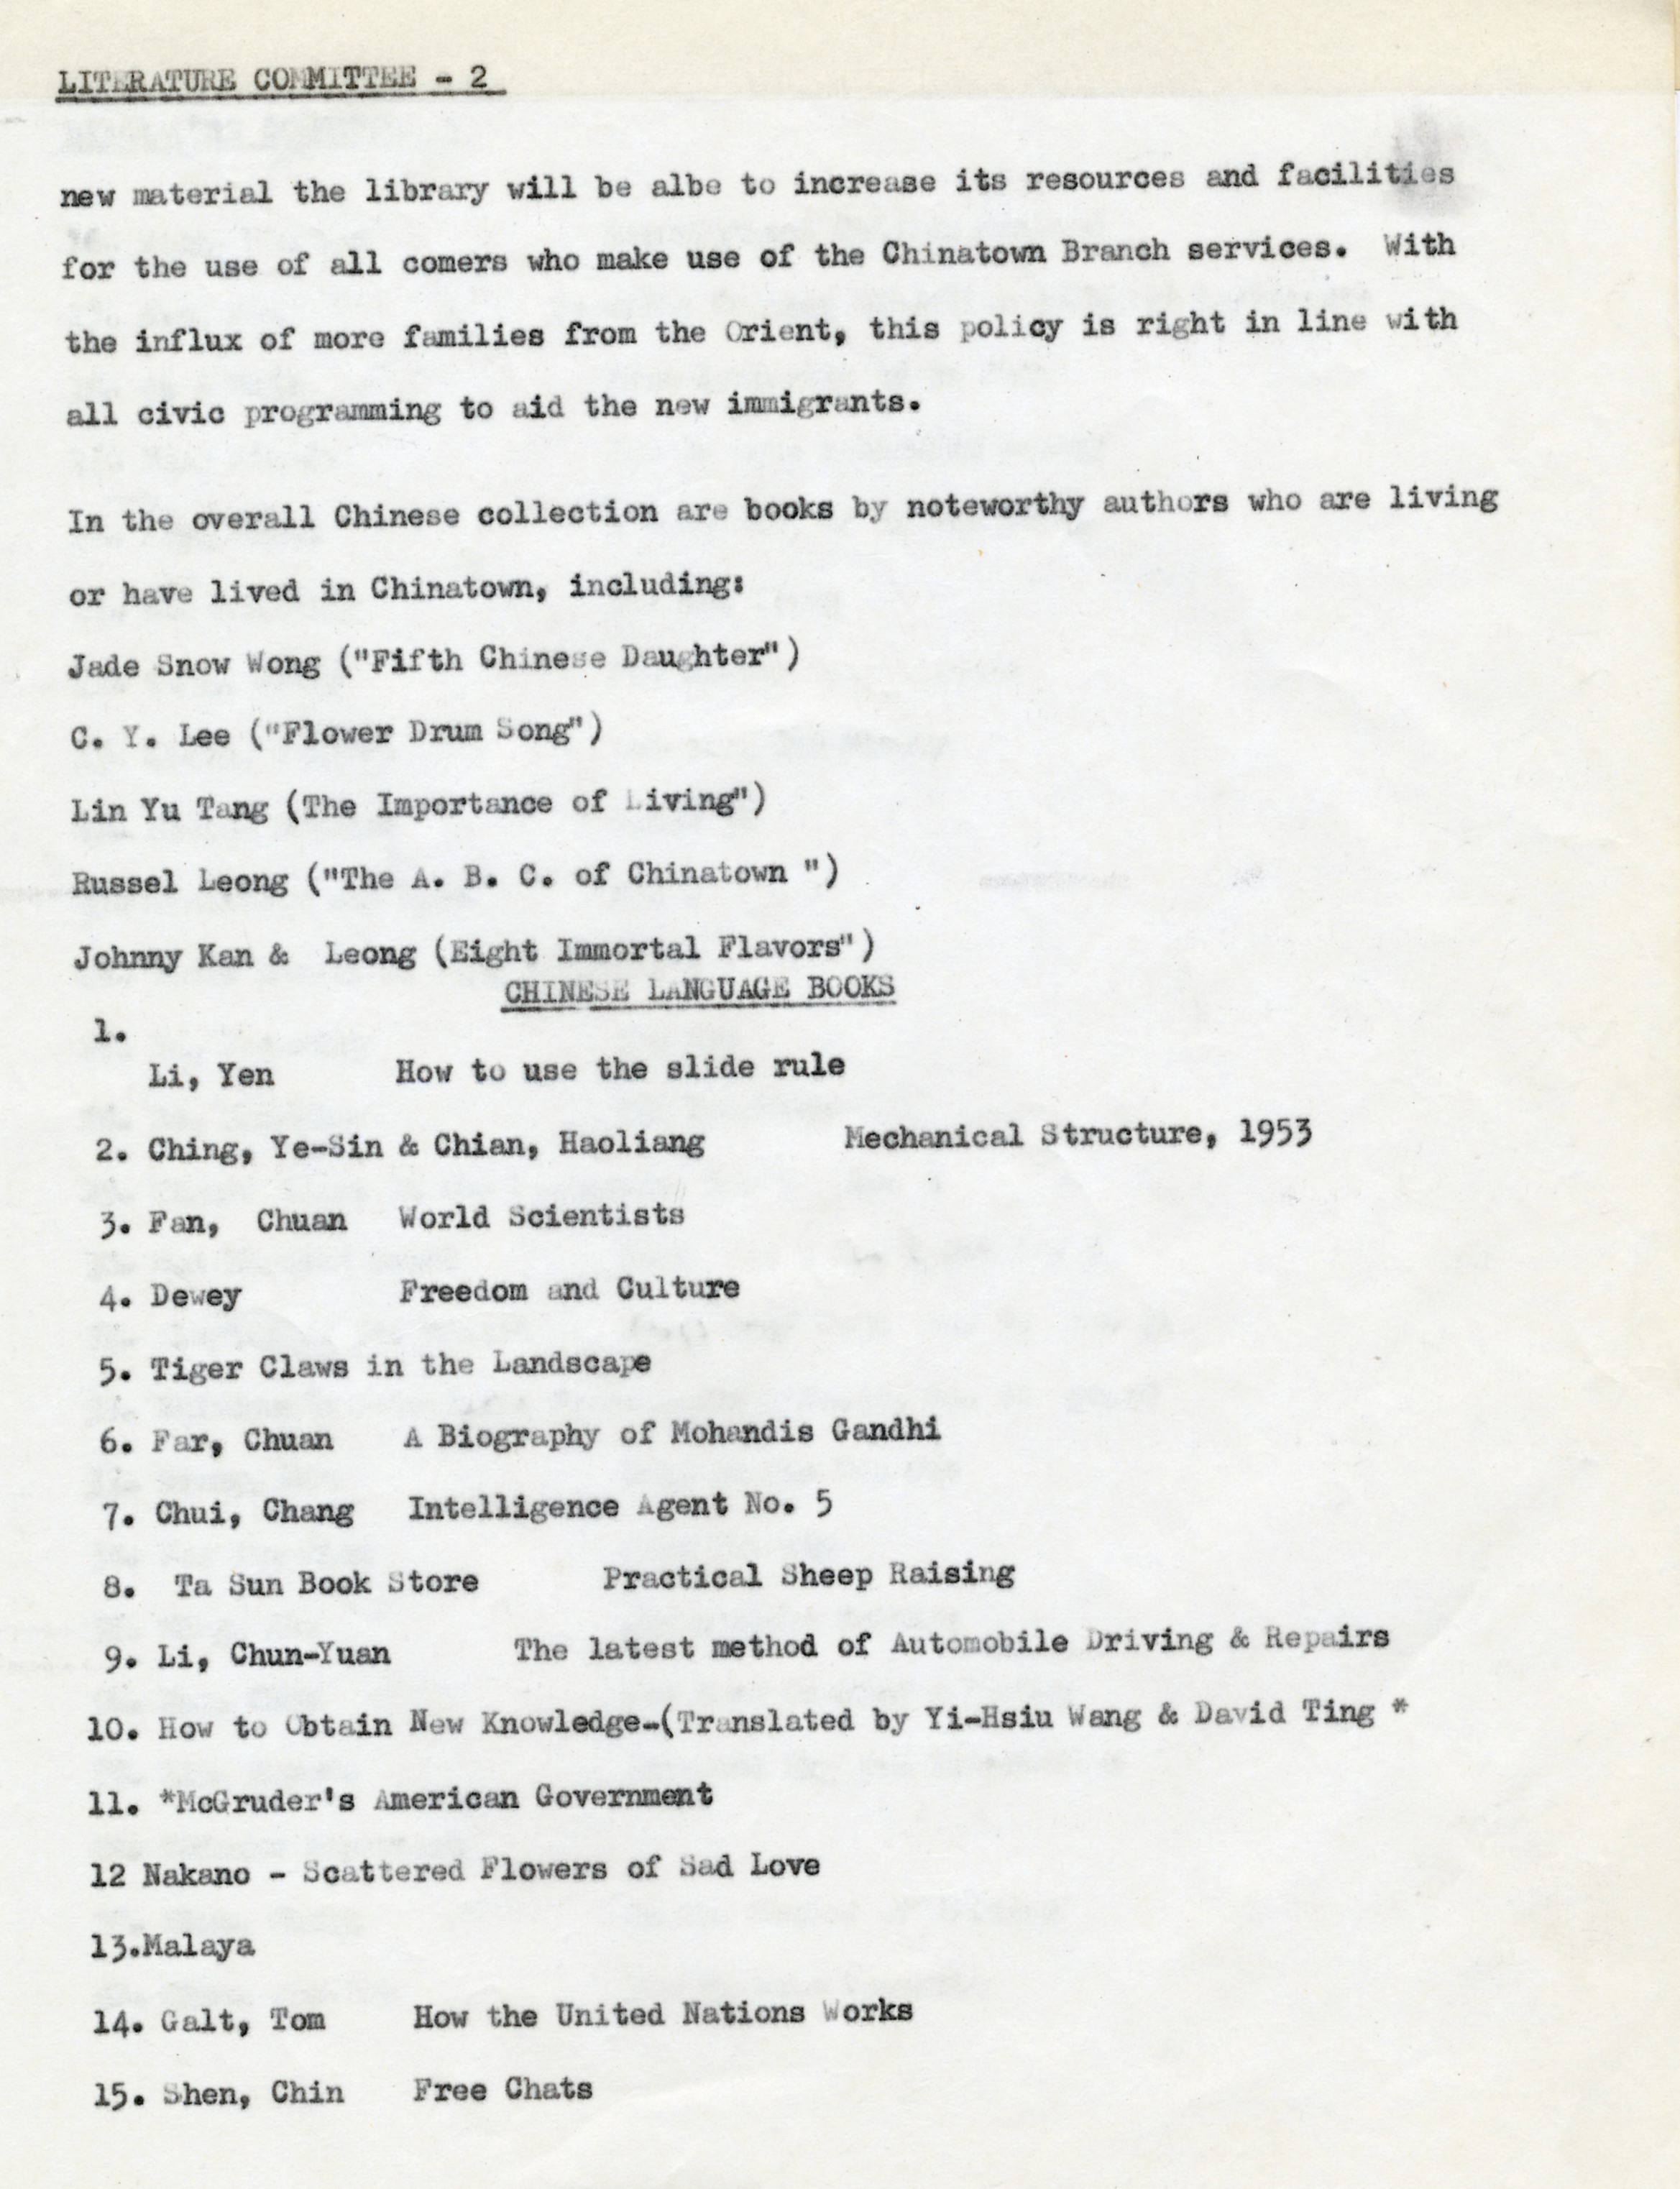 LITERATURE COMMITTEE - 2
new material the library will be albe to increase its resources and facilities
for the use of all comers who make use of the Chinatown Branch services. With
the influx of more families from the Orient, this policy is right in line with
all civic programming to aid the new immigrants.
In the overall Chinese collection are books by noteworthy authors who are living
or have lived in Chinatown, including:
Jade Snow Wong ("Fifth Chinese Daughter")
C. Y. Lee ("Flower Drum Song")
Lin Yu Tang (The Importance of Living")
Russel Leong ("The A. B. C. of Chinatown ")
Johnny Kan & Leong (Eight Immortal Flavors")
CHINESE LANGUAGE BOOKS
1.
Li, Yen How to use the slide rule
2. Ching, Ye-Sin & Chian, Haoliang Mechanical Structure, 1953
3. Fan, Chuan World Scientists
4. Dewey Freedom and Culture
5. Tiger Claws in the Landscape
6. Far, Chuan A Biography of Mohandis Gandhi
7. Chui, Chang Intelligence Agent No. 5
8. Ta Sun Book Store Practical Sheep Raising
9. Li, Chun-Yuan The latest method of Automobile Driving & Repairs
10. How to Obtain New Knowledge-(Translated by Yi-Hsiu Wang & David Ting *
11. *McGruder's American Government
12 Nakano - Scattered Flowers of Sad Love
13.Malaya
14. Galt, Tom How the United Nations Works
15. Shen, Chin Free Chats